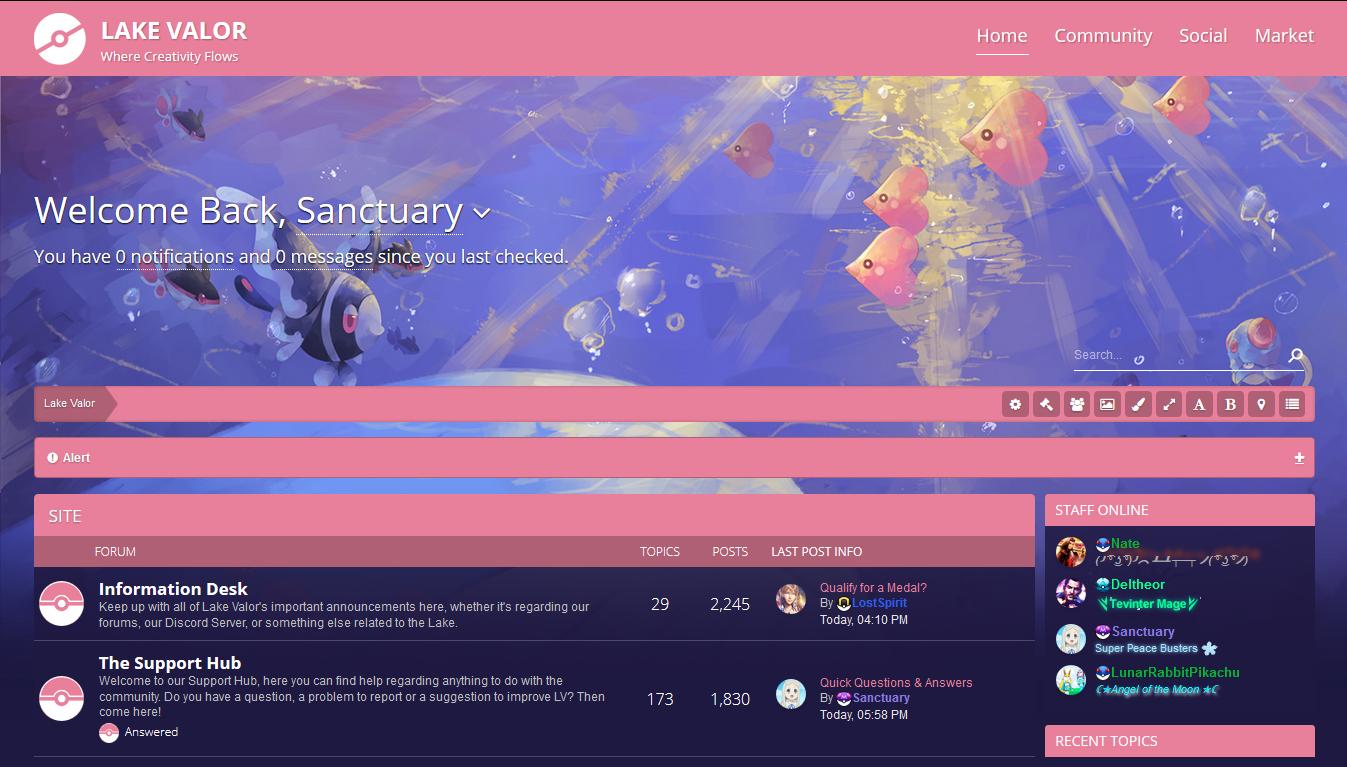 LAKE VALOR
Where Creativity Flows
Home Community Social Market
Welcome Back, Sanctuary
You have 0 notifications and 0 messages since you last checked.
Search...
Lake Valor
A B
Alert
SITE
FORUM TOPICS POSTS LAST POST INFO
Information Desk
Keep up with all of Lake Valor's important announcements here, whether it's regarding our
forums, our Discord Server, or something else related to the Lake.
29 2,245
Qualify for a Medal?
By LostSpirit
Today, 04:10 PM
The Support Hub
Welcome to our Support Hub, here you can find help regarding anything to do with the
community. Do you have a question, a problem to report or a suggestion to improve LV? Then
come here!
Answered
173 1,830
Quick Questions & Answers
By Sanctuary
Today, 05:58 PM
STAFF ONLINE
Nate
Deltheor
Tevinter Mage
Sanctuary
Super Peace Busters
LunarRabbitPikachu
☾★Angel of the Moon ★☾
RECENT TOPICS